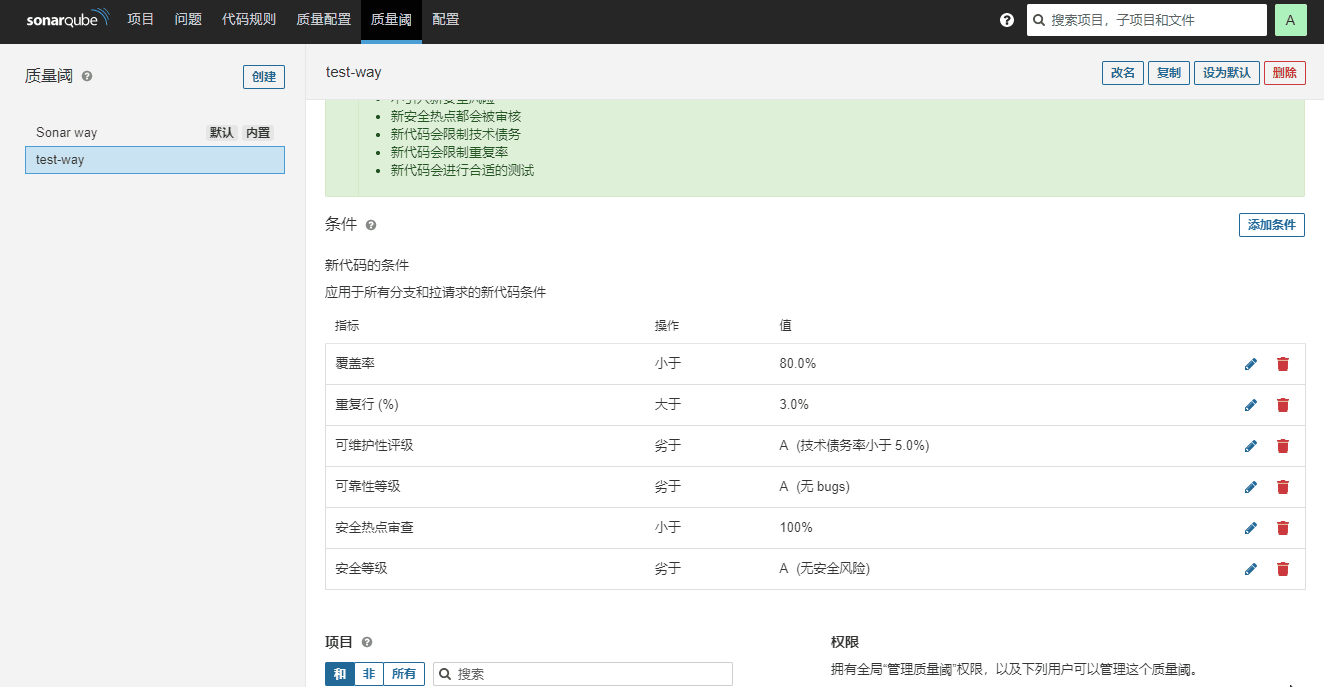 sonarqube 项目 问题 代码规则 质量配置 质量阈 配置 ? 搜索项目，子项目和文件 A
质量阈 ? 创建
Sonar way 默认 内置
test-way
test-way 改名 复制 设为默认 删除
新安全热点都会被审核
新代码会限制技术债务
新代码会限制重复率
新代码会进行合适的测试
条件 ? 添加条件
新代码的条件
应用于所有分支和拉请求的新代码条件
指标 操作 值
覆盖率 小于 80.0%
重复行 (%) 大于 3.0%
可维护性评级 劣于 A (技术债务率小于 5.0%)
可靠性等级 劣于 A (无 bugs)
安全热点审查 小于 100%
安全等级 劣于 A (无安全风险)
项目 ?
和 非 所有 搜索
权限
拥有全局“管理质量阈”权限，以及下列用户可以管理这个质量阈。